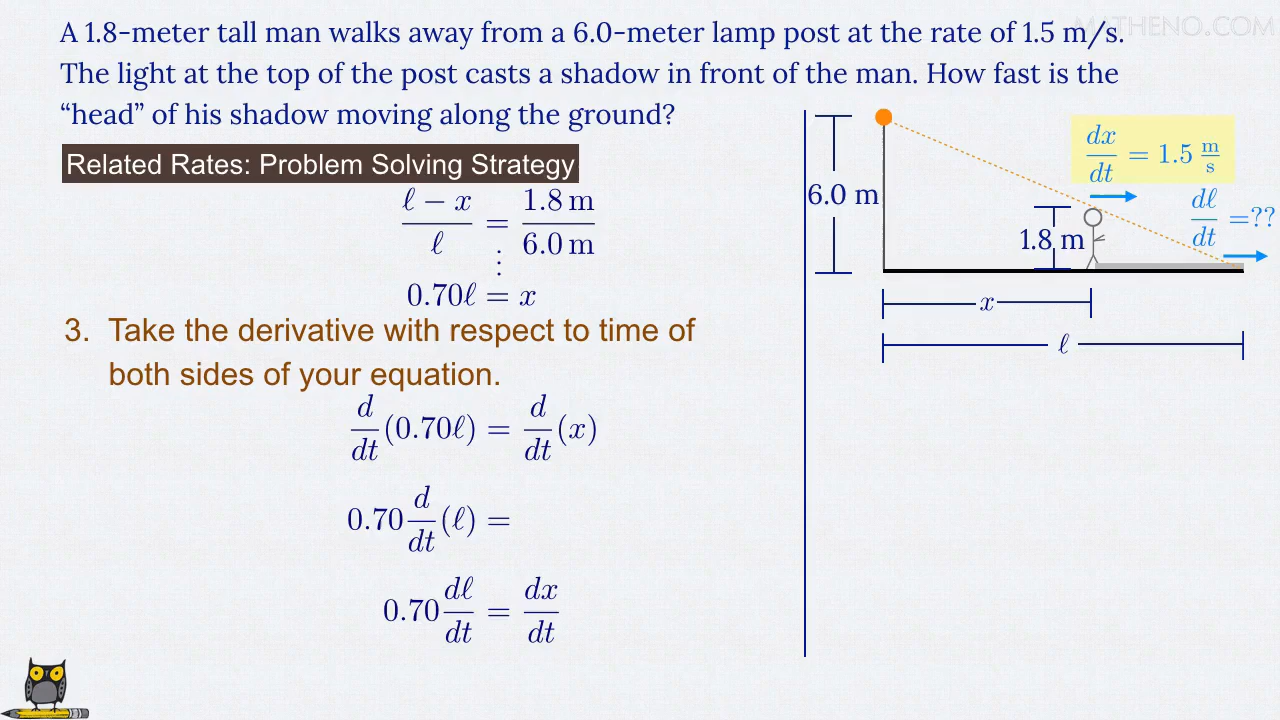 MATHENO.COM
A 1.8-meter tall man walks away from a 6.0-meter lamp post at the rate of 1.5 m/s.
The light at the top of the post casts a shadow in front of the man. How fast is the
“head” of his shadow moving along the ground?
Related Rates: Problem Solving Strategy
(ℓ − x)/ℓ = (1.8 m)/(6.0 m)
⋮
0.70ℓ = x
3. Take the derivative with respect to time of
both sides of your equation.
d/dt(0.70ℓ) = d/dt(x)
0.70 d/dt(ℓ) =
0.70 dℓ/dt = dx/dt
6.0 m
dx/dt = 1.5 m/s
dℓ/dt =??
1.8 m
x
ℓ